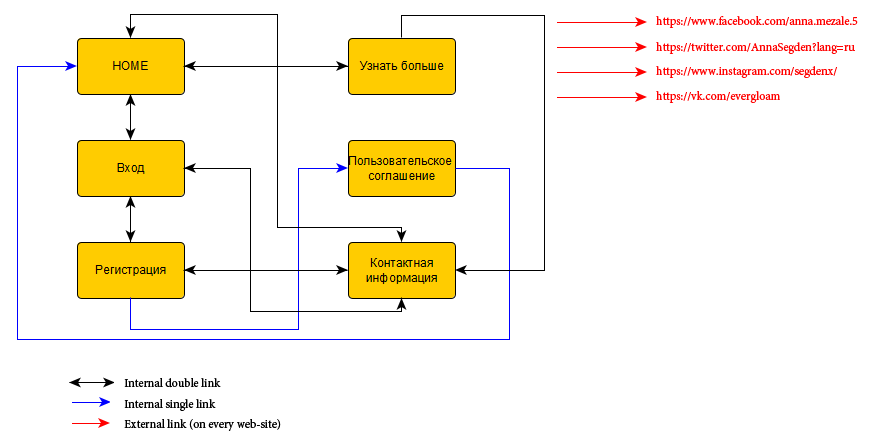 HOME
Узнать больше
https://www.facebook.com/anna.mezale.5
https://twitter.com/AnnaSegden?lang=ru
https://www.instagram.com/segdenx/
https://vk.com/evergloam
Вход
Пользовательское
соглашение
Регистрация
Контактная
информация
Internal double link
Internal single link
External link (on every web-site)